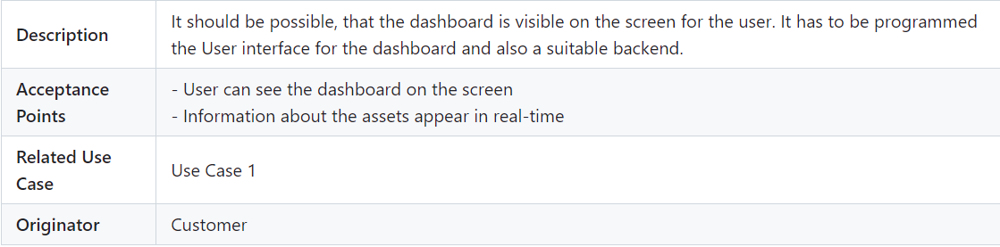 Description
It should be possible, that the dashboard is visible on the screen for the user. It has to be programmed
the User interface for the dashboard and also a suitable backend.
Acceptance
Points
- User can see the dashboard on the screen
- Information about the assets appear in real-time
Related Use
Case
Use Case 1
Originator
Customer